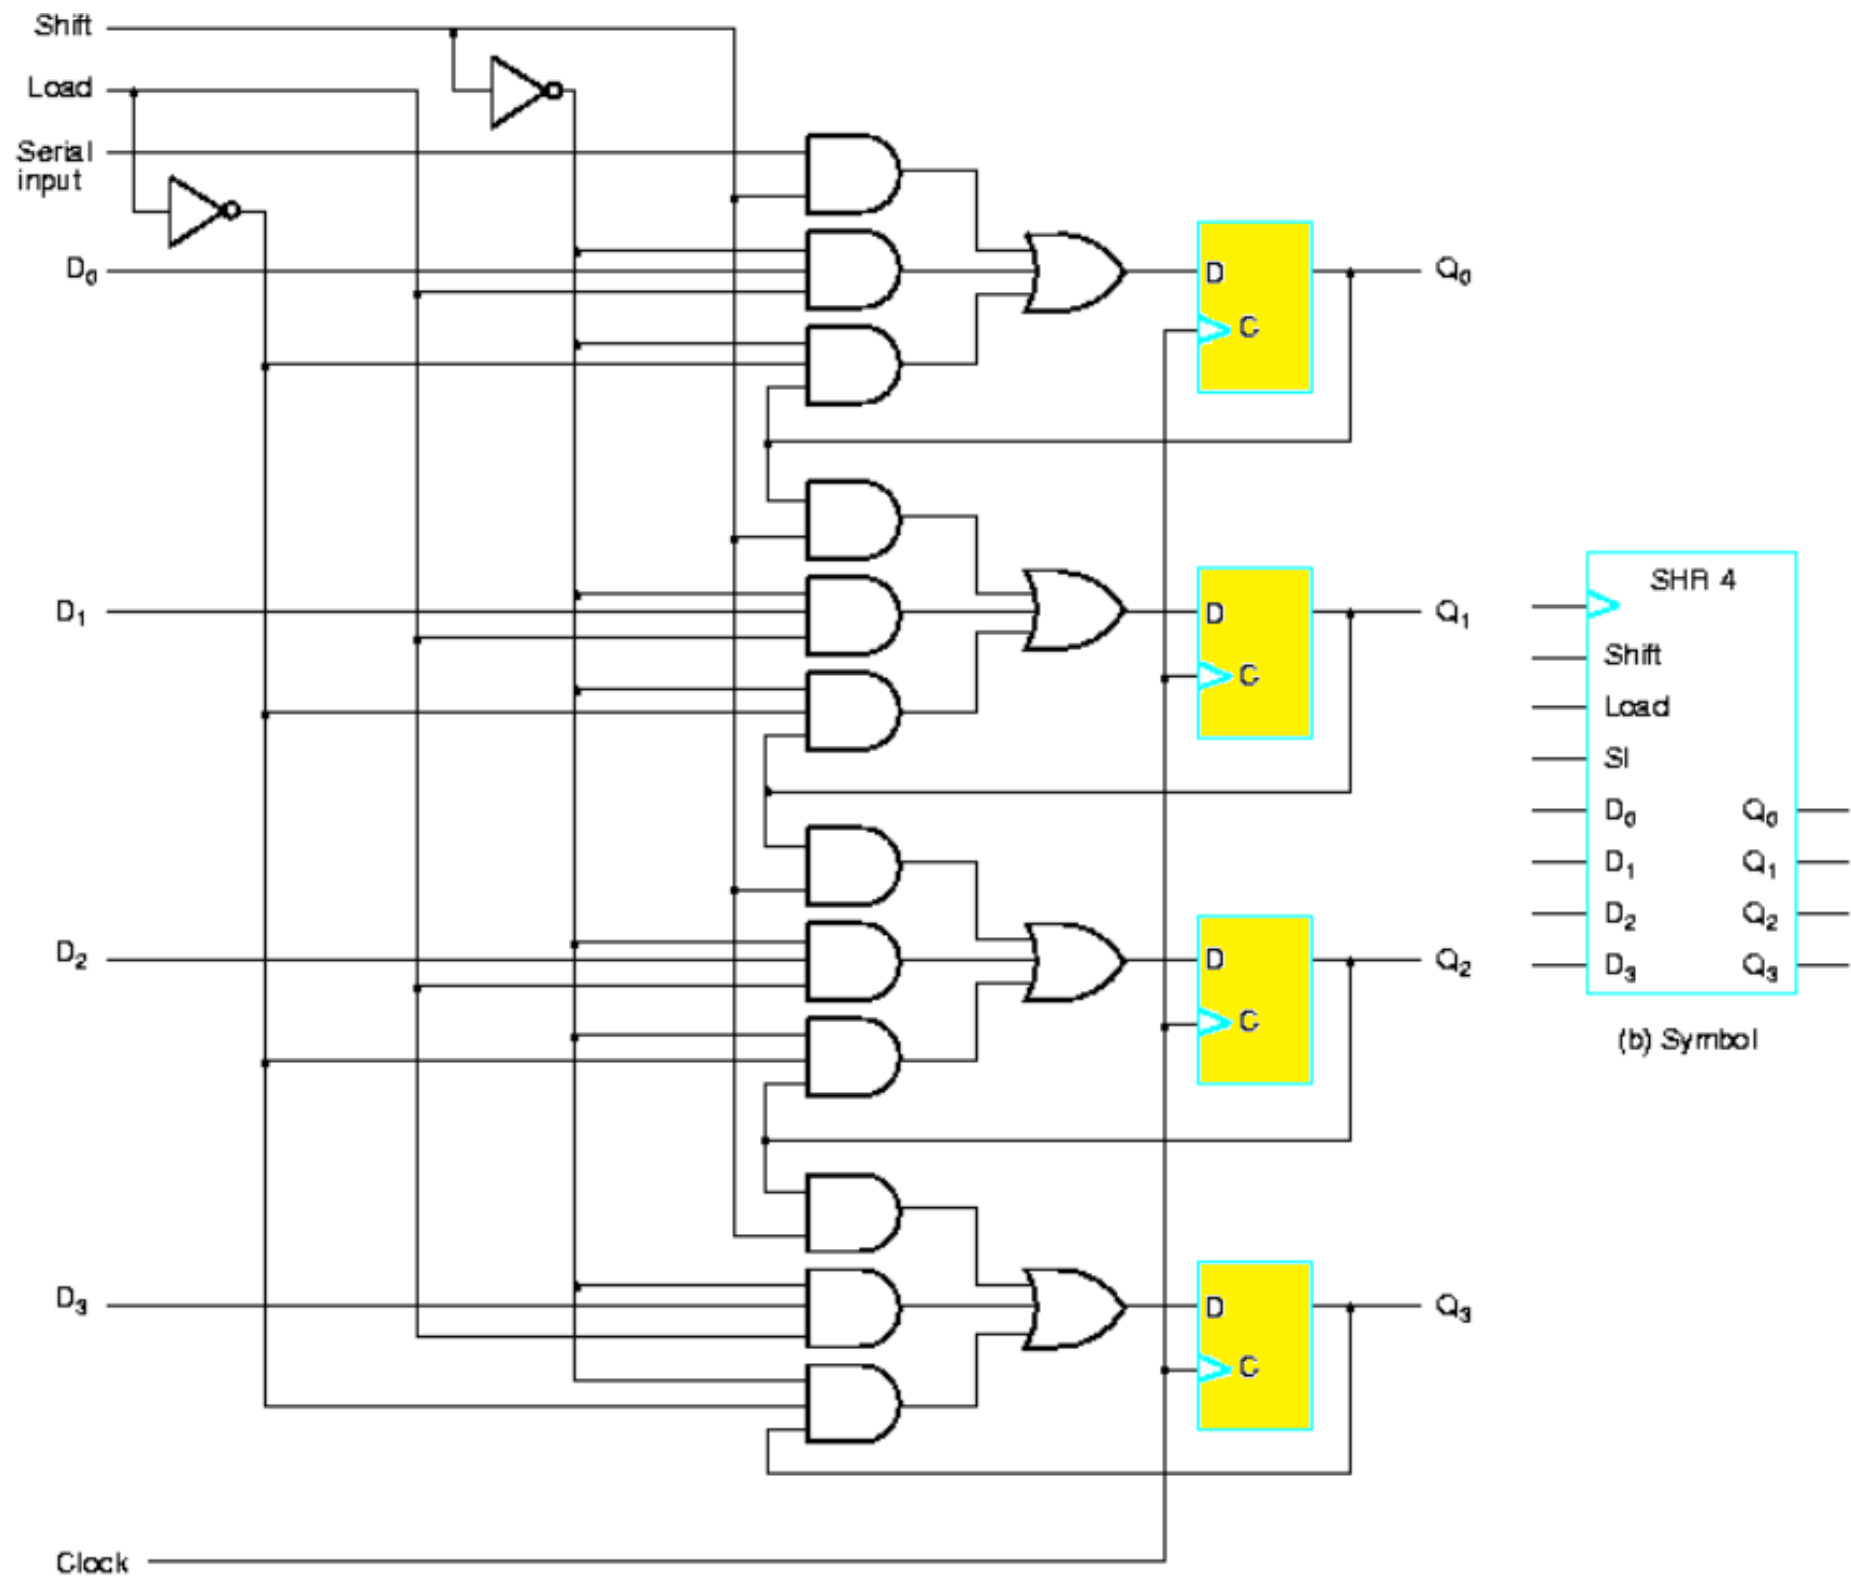 Shift
Load
Serial
input
D₀
D
Q₀
C
D₁
D
Q₁
C
D₂
D
Q₂
C
D₃
D
Q₃
C
Clock
SHR 4
Shift
Load
SI
D₀ Q₀
D₁ Q₁
D₂ Q₂
D₃ Q₃
(b) Symbol